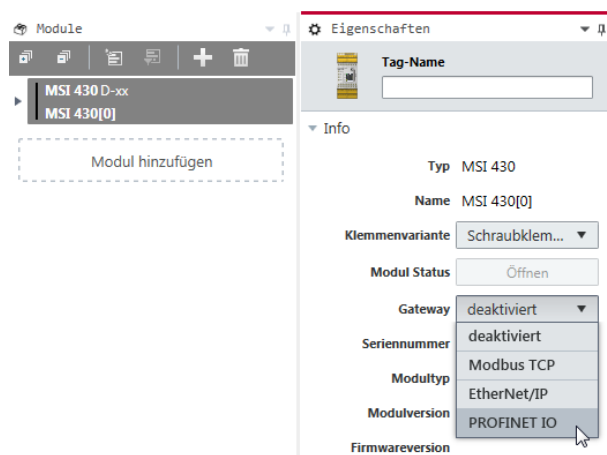 Module
MSI 430 D-xx
MSI 430[0]
Modul hinzufügen
Eigenschaften
Tag-Name
Info
Typ MSI 430
Name MSI 430[0]
Klemmenvariante Schraubklem...
Modul Status Öffnen
Gateway deaktiviert
deaktiviert
Seriennummer
Modbus TCP
Modultyp
EtherNet/IP
Modulversion
PROFINET IO
Firmwareversion